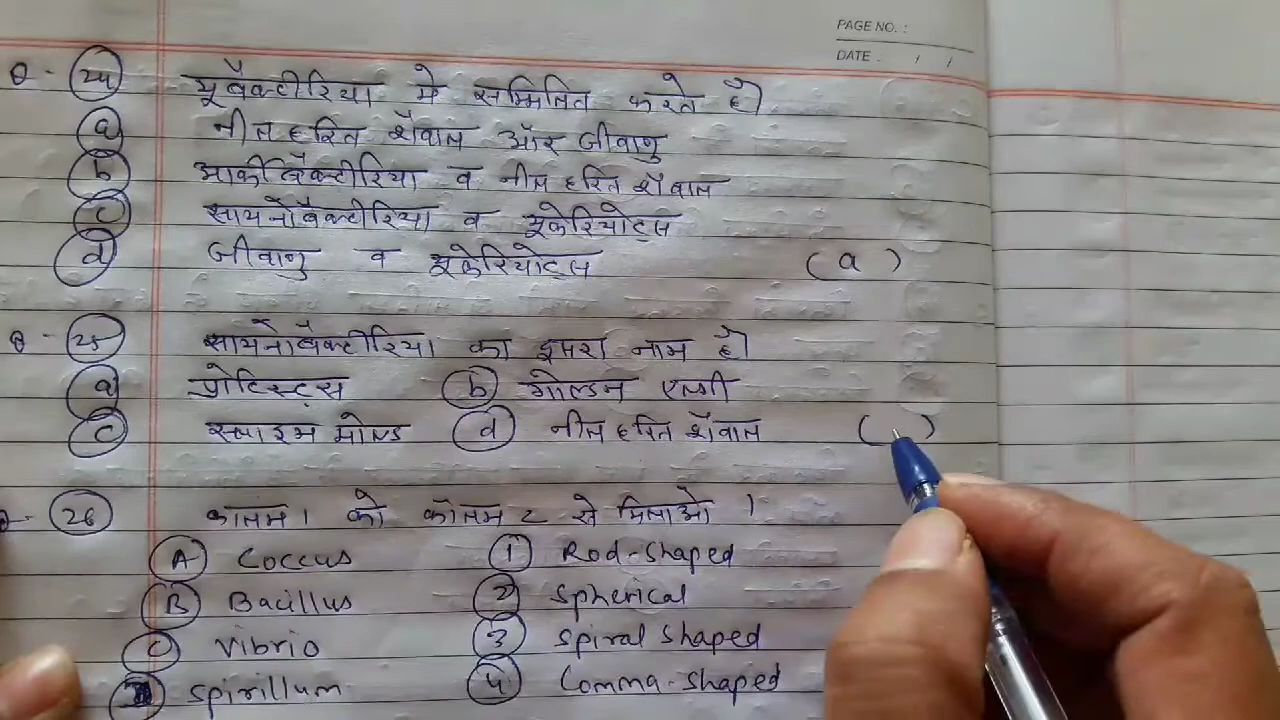 PAGE NO. :
DATE : / /
Q - 24 यूबैक्टीरिया मे सम्मिलित करते है।
a नील हरित शैवाल और जीवाणु
b आर्कीबैक्टीरिया व नील हरित शैवाल
c सायनोबैक्टीरिया व यूकेरियोट्स
d जीवाणु व यूकेरियोट्स (a)
Q - 25 सायनोबैक्टीरिया का दूसरा नाम है।
a प्रोटिस्ट्स b गोल्डन एल्गी
c स्लाइम मोल्ड d नील हरित शैवाल ( )
Q - 26 कालम 1 को कॉलम 2 से मिलाओ ।
A Coccus 1 Rod-shaped
B Bacillus 2 Spherical
C Vibrio 3 Spiral shaped
D Spirillum 4 Comma-shaped